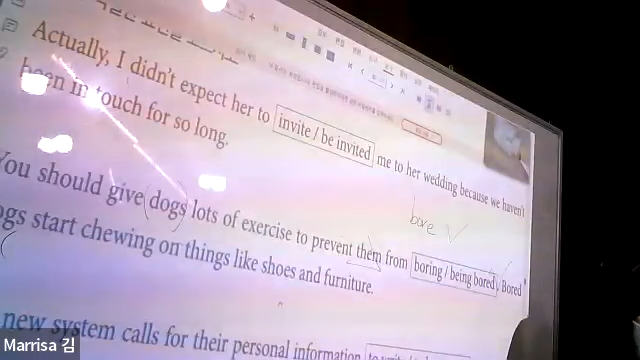 Actually, I didn't expect her to invite / be invited me to her wedding because we haven't
been in touch for so long.
bore
You should give dogs lots of exercise to prevent them from boring / being bored. Bored
ogs start chewing on things like shoes and furniture.
new system calls for their personal information
Marrisa 김